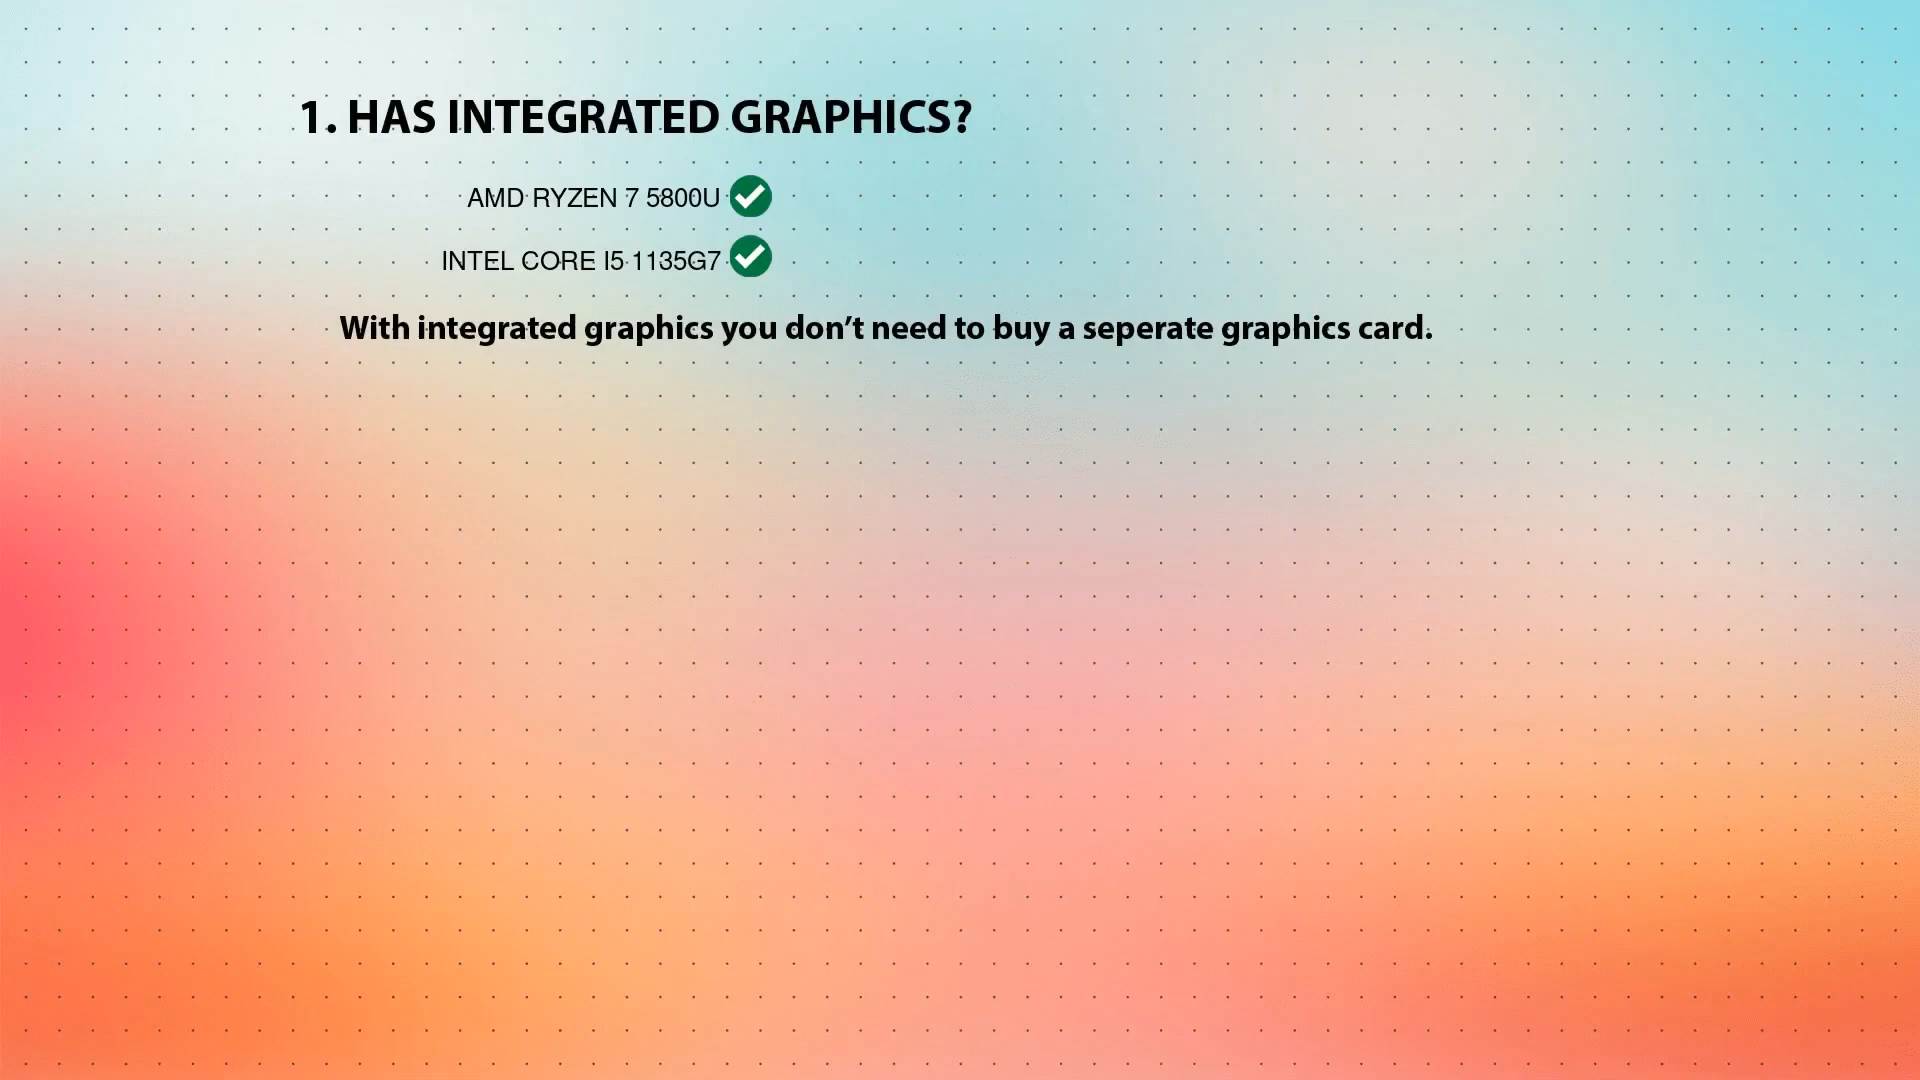 1. HAS INTEGRATED GRAPHICS?
AMD RYZEN 7 5800U
INTEL CORE I5 1135G7
With integrated graphics you don’t need to buy a seperate graphics card.